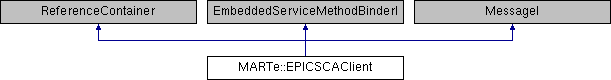 ReferenceContainer
EmbeddedServiceMethodBinderI
MessageI
MARTe::EPICSCAClient